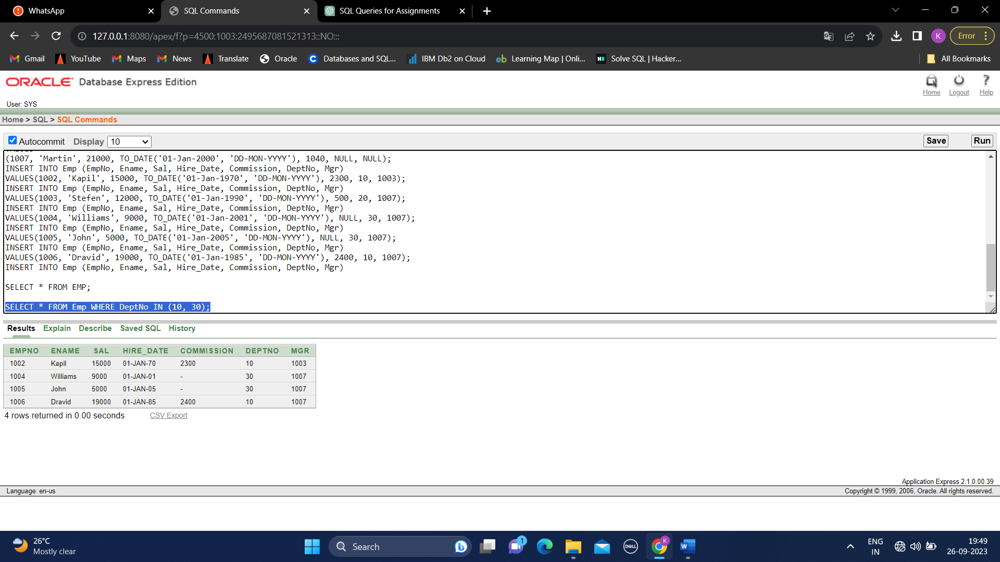 WhatsApp
SQL Commands
SQL Queries for Assignments
127.0.0.1:8080/apex/f?p=4500:1003:2495687081521313::NO:::
K
Error
Gmail
YouTube
Maps
News
Translate
Oracle
Databases and SQL...
IBM Db2 on Cloud
Learning Map | Onli...
Solve SQL | Hacker...
All Bookmarks
ORACLE Database Express Edition
Home
Logout
Help
User: SYS
Home > SQL > SQL Commands
Autocommit Display 10
Save
Run
(1007, 'Martin', 21000, TO_DATE('01-Jan-2000', 'DD-MON-YYYY'), 1040, NULL, NULL);
INSERT INTO Emp (EmpNo, Ename, Sal, Hire_Date, Commission, DeptNo, Mgr)
VALUES(1002, 'Kapil', 15000, TO_DATE('01-Jan-1970', 'DD-MON-YYYY'), 2300, 10, 1003);
INSERT INTO Emp (EmpNo, Ename, Sal, Hire_Date, Commission, DeptNo, Mgr)
VALUES(1003, 'Stefen', 12000, TO_DATE('01-Jan-1990', 'DD-MON-YYYY'), 500, 20, 1007);
INSERT INTO Emp (EmpNo, Ename, Sal, Hire_Date, Commission, DeptNo, Mgr)
VALUES(1004, 'Williams', 9000, TO_DATE('01-Jan-2001', 'DD-MON-YYYY'), NULL, 30, 1007);
INSERT INTO Emp (EmpNo, Ename, Sal, Hire_Date, Commission, DeptNo, Mgr)
VALUES(1005, 'John', 5000, TO_DATE('01-Jan-2005', 'DD-MON-YYYY'), NULL, 30, 1007);
INSERT INTO Emp (EmpNo, Ename, Sal, Hire_Date, Commission, DeptNo, Mgr)
VALUES(1006, 'Dravid', 19000, TO_DATE('01-Jan-1985', 'DD-MON-YYYY'), 2400, 10, 1007);
INSERT INTO Emp (EmpNo, Ename, Sal, Hire_Date, Commission, DeptNo, Mgr)
SELECT * FROM EMP;
SELECT * FROM Emp WHERE DeptNo IN (10, 30);
Results Explain Describe Saved SQL History
EMPNO ENAME SAL HIRE_DATE COMMISSION DEPTNO MGR
1002 Kapil 15000 01-JAN-70 2300 10 1003
1004 Williams 9000 01-JAN-01 - 30 1007
1005 John 5000 01-JAN-05 - 30 1007
1006 Dravid 19000 01-JAN-85 2400 10 1007
4 rows returned in 0.00 seconds
CSV Export
Application Express 2.1.0.00.39
Language: en-us
Copyright © 1999, 2006, Oracle. All rights reserved.
26°C
Mostly clear
Search
1
DELL
K
W
ENG
IN
19:49
26-09-2023